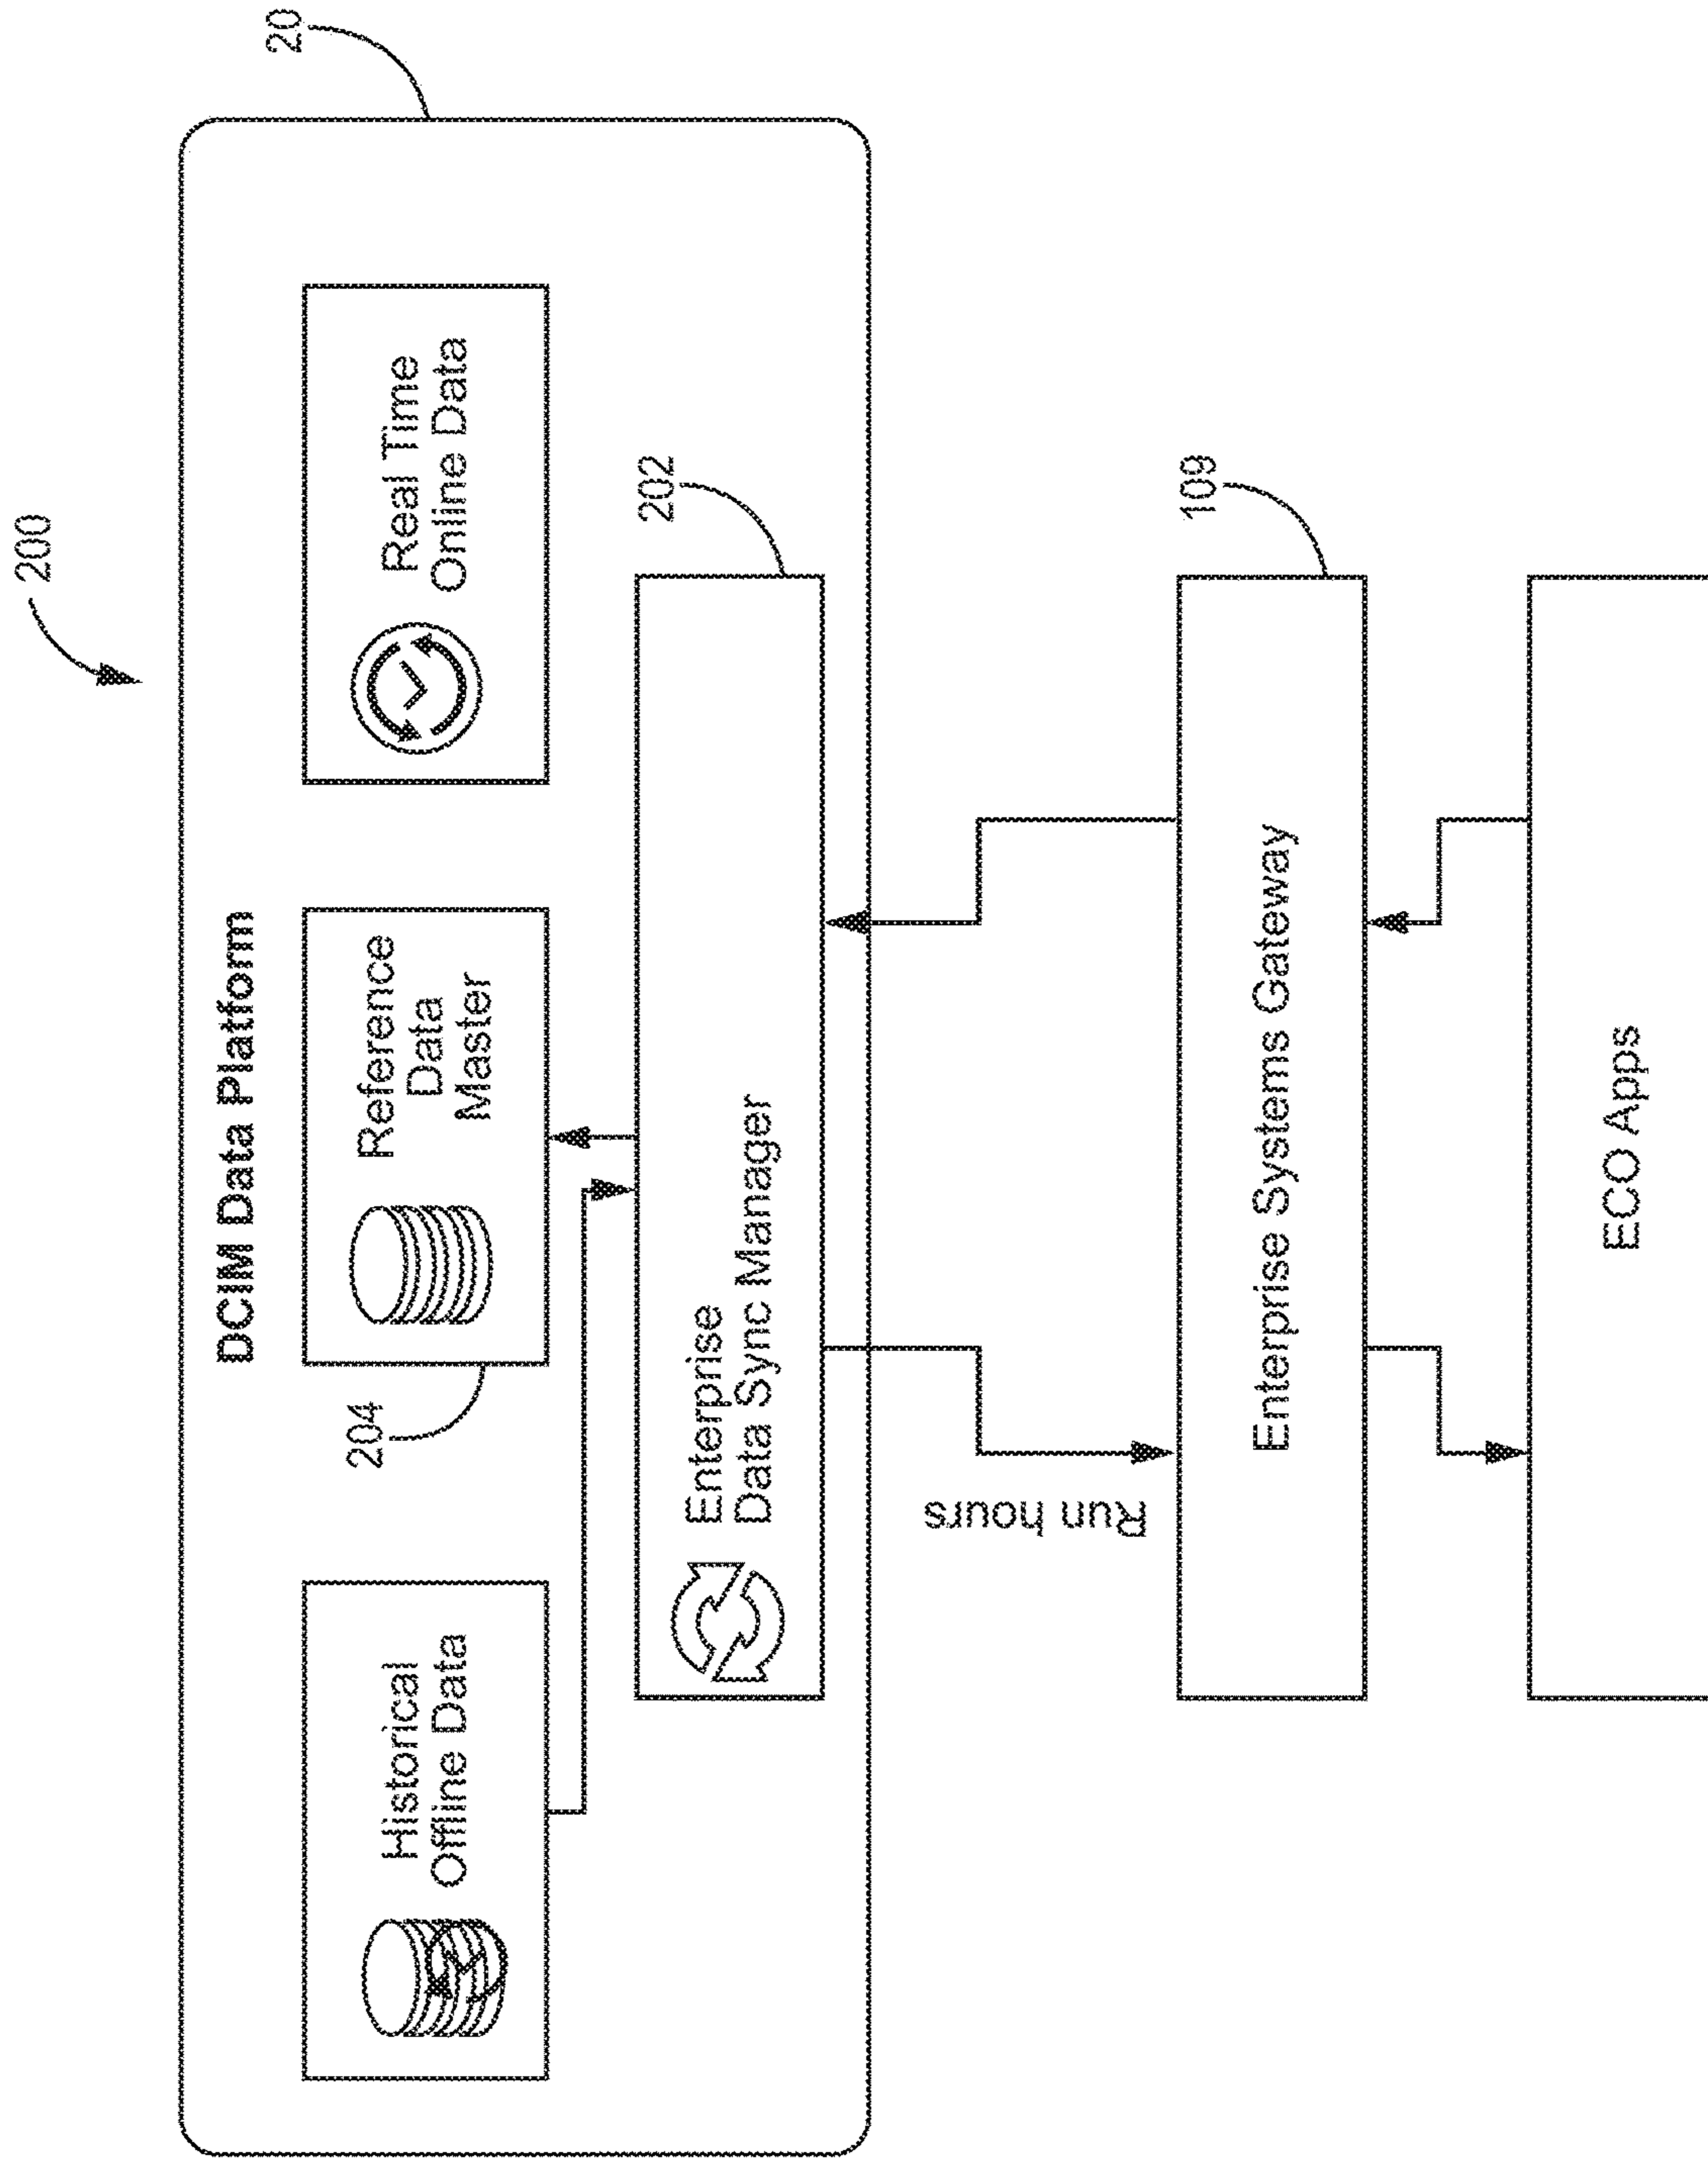 200
20
DCIM Data Platform
Historical
Offline Data
204
Reference
Data
Master
Real Time
Online Data
Enterprise
Data Sync Manager
202
Run hours
109
Enterprise Systems Gateway
ECO Apps